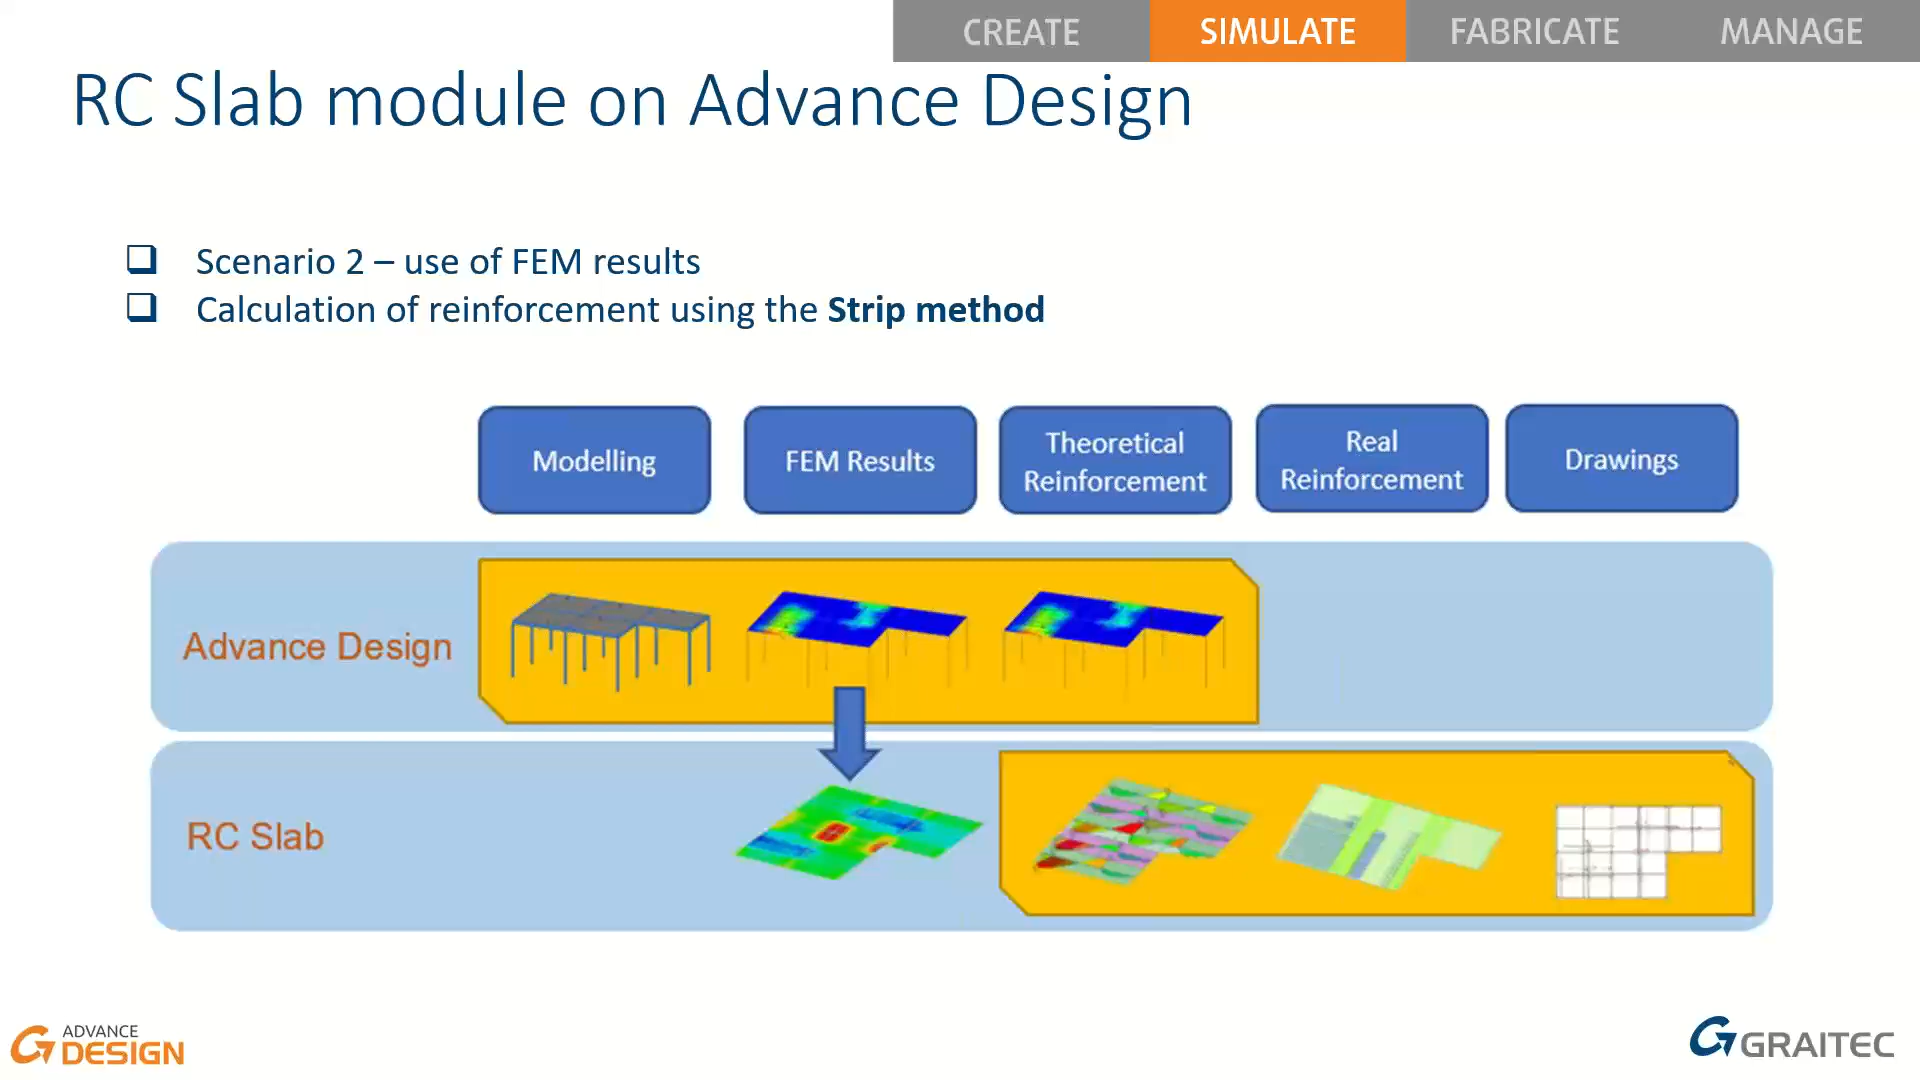 CREATE SIMULATE FABRICATE MANAGE
RC Slab module on Advance Design
Scenario 2 – use of FEM results
Calculation of reinforcement using the Strip method
Modelling
FEM Results
Theoretical
Reinforcement
Real
Reinforcement
Drawings
Advance Design
RC Slab
ADVANCE
DESIGN
GRAITEC